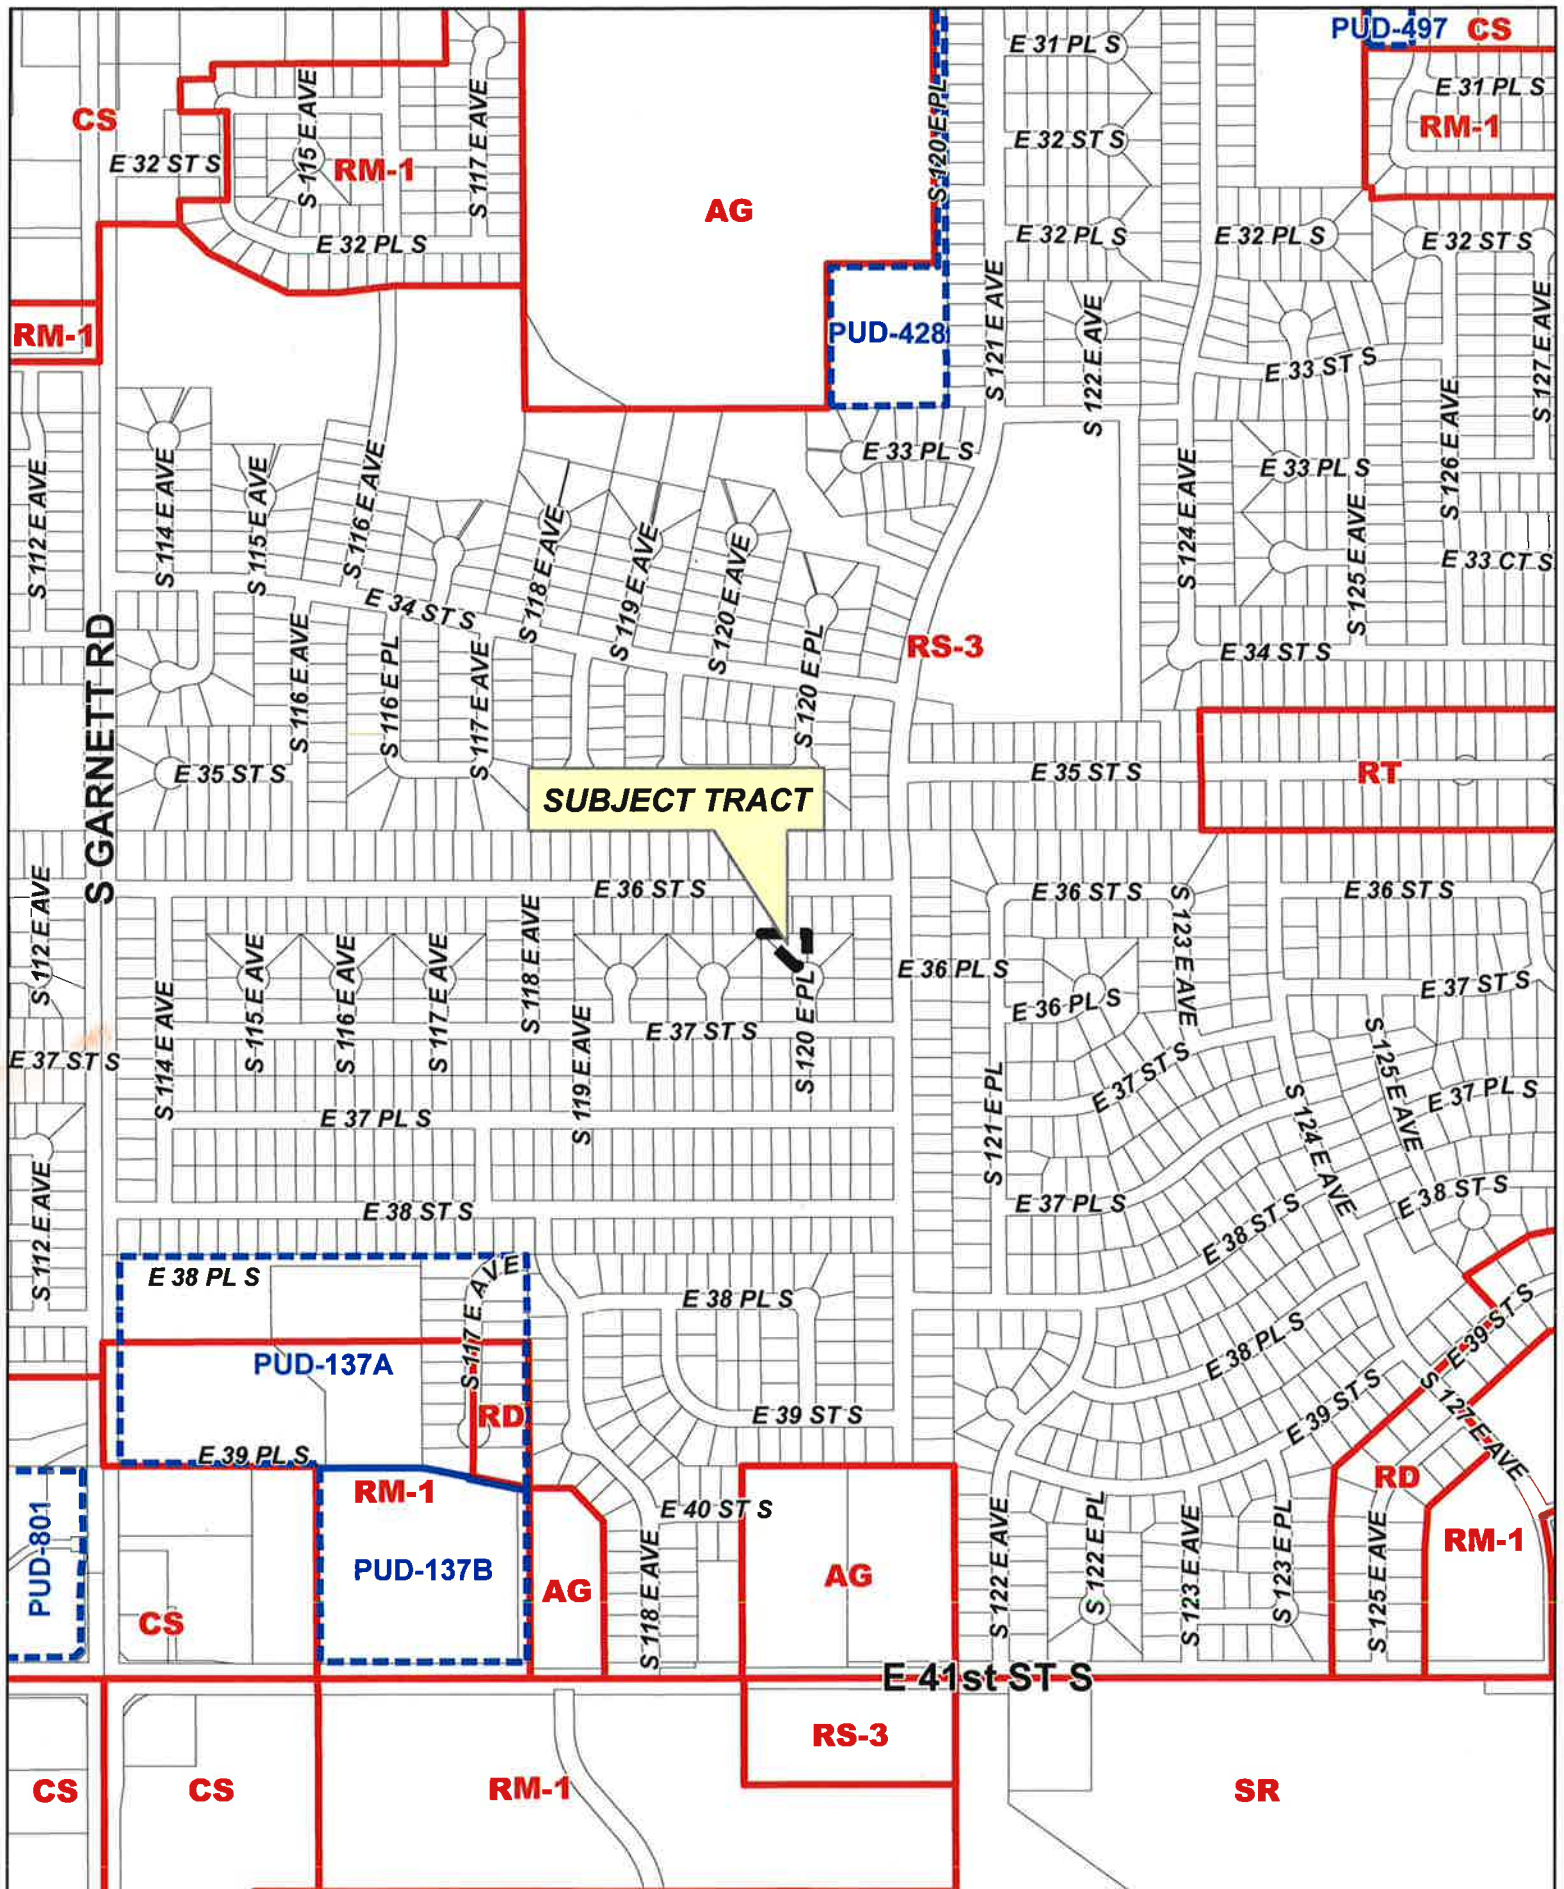 E 31 PL S
PUD-497
CS
E 31 PL S
CS
S 115 E AVE
S 117 E AVE
S 120 E PL
E 32 ST S
RM-1
E 32 ST S
RM-1
AG
E 32 PL S
E 32 PL S
E 32 PL S
E 32 ST S
RM-1
PUD-428
S 121 E AVE
S 122 E AVE
E 33 ST S
S 127 E AVE
S 126 E AVE
E 33 PL S
E 33 PL S
S 112 E AVE
S 114 E AVE
S 115 E AVE
S 116 E AVE
S 118 E AVE
S 119 E AVE
S 120 E AVE
S 124 E AVE
S 125 E AVE
E 33 CT S
E 34 ST S
S GARNETT RD
S 116 E AVE
S 116 E PL
S 117 E AVE
S 120 E PL
RS-3
E 34 ST S
E 35 ST S
E 35 ST S
RT
SUBJECT TRACT
S 112 E AVE
E 36 ST S
E 36 ST S
E 36 ST S
S 118 E AVE
S 123 E AVE
S 115 E AVE
S 116 E AVE
S 117 E AVE
E 36 PL S
E 36 PL S
E 37 ST S
S 114 E AVE
S 119 E AVE
E 37 ST S
S 120 E PL
E 37 ST S
E 37 ST S
S 125 E AVE
E 37 PL S
E 37 PL S
S 121 E PL
S 124 E AVE
S 112 E AVE
E 38 ST S
E 37 PL S
E 38 ST S
E 38 ST S
E 38 PL S
S 117 E AVE
E 38 PL S
E 38 PL S
E 39 ST S
PUD-137A
RD
E 39 ST S
E 39 ST S
S 127 E AVE
E 39 PL S
RM-1
E 40 ST S
RD
PUD-801
PUD-137B
AG
S 118 E AVE
AG
S 122 E AVE
S 122 E PL
S 123 E AVE
S 123 E PL
S 125 E AVE
RM-1
CS
E 41st ST S
RS-3
CS
CS
RM-1
SR